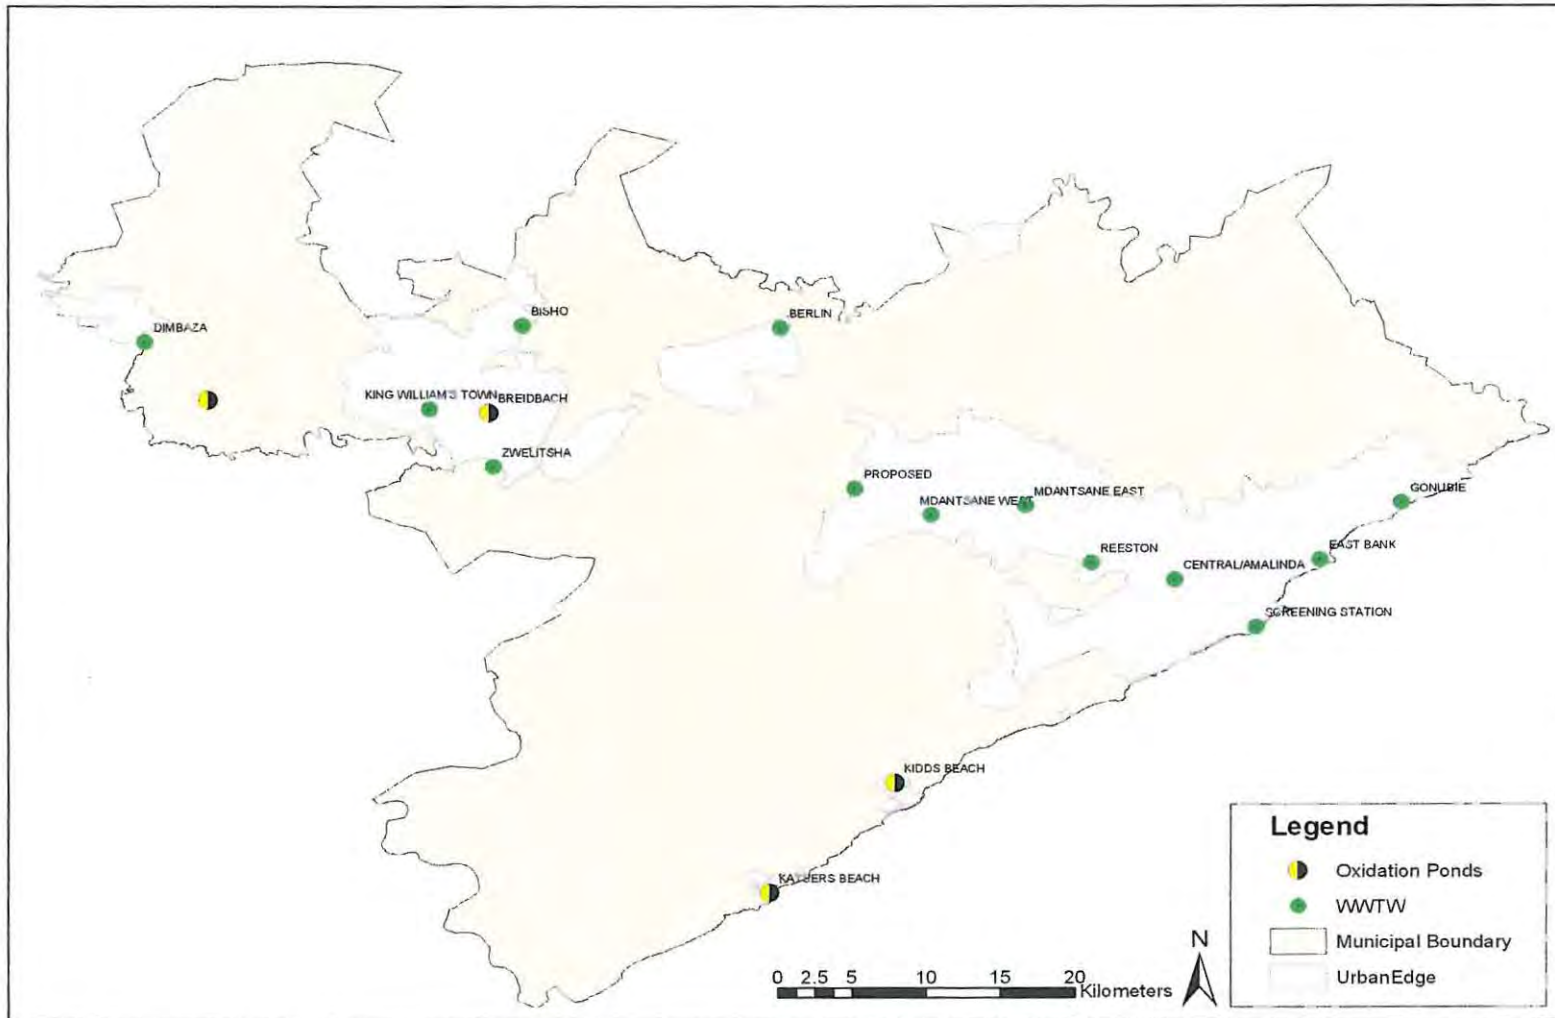 BISHO
BERLIN
DIMBAZA
KING WILLIAM'S TOWN
BREIDBACH
ZWELITSHA
PROPOSED
MDANTSANE WEST
MDANTSANE EAST
GONUBIE
REESTON
EAST BANK
CENTRAL/AMALINDA
SCREENING STATION
KIDDS BEACH
KAYSERS BEACH
Legend
Oxidation Ponds
WWTW
Municipal Boundary
UrbanEdge
N
0 2.5 5 10 15 20
Kilometers